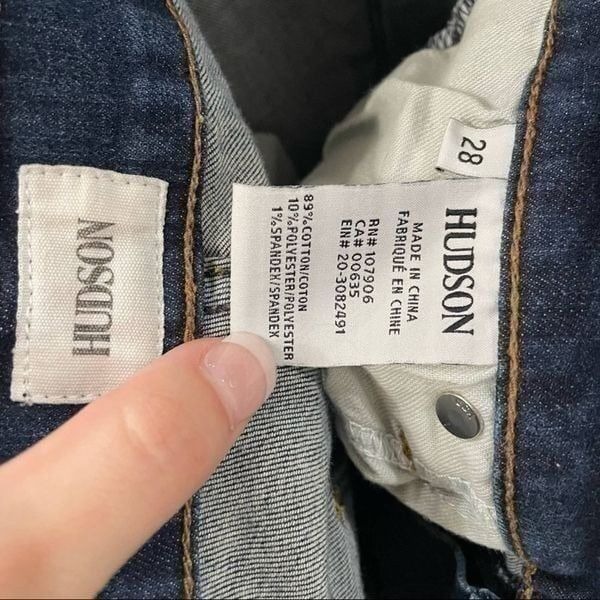 HUDSON
28
HUDSON
MADE IN CHINA
FABRIQUÉ EN CHINE
RN# 107906
CA# 00635
EIN# 20-3082491
89%COTTON/COTON
10%POLYESTER/POLYESTER
1%SPANDEX/SPANDEX